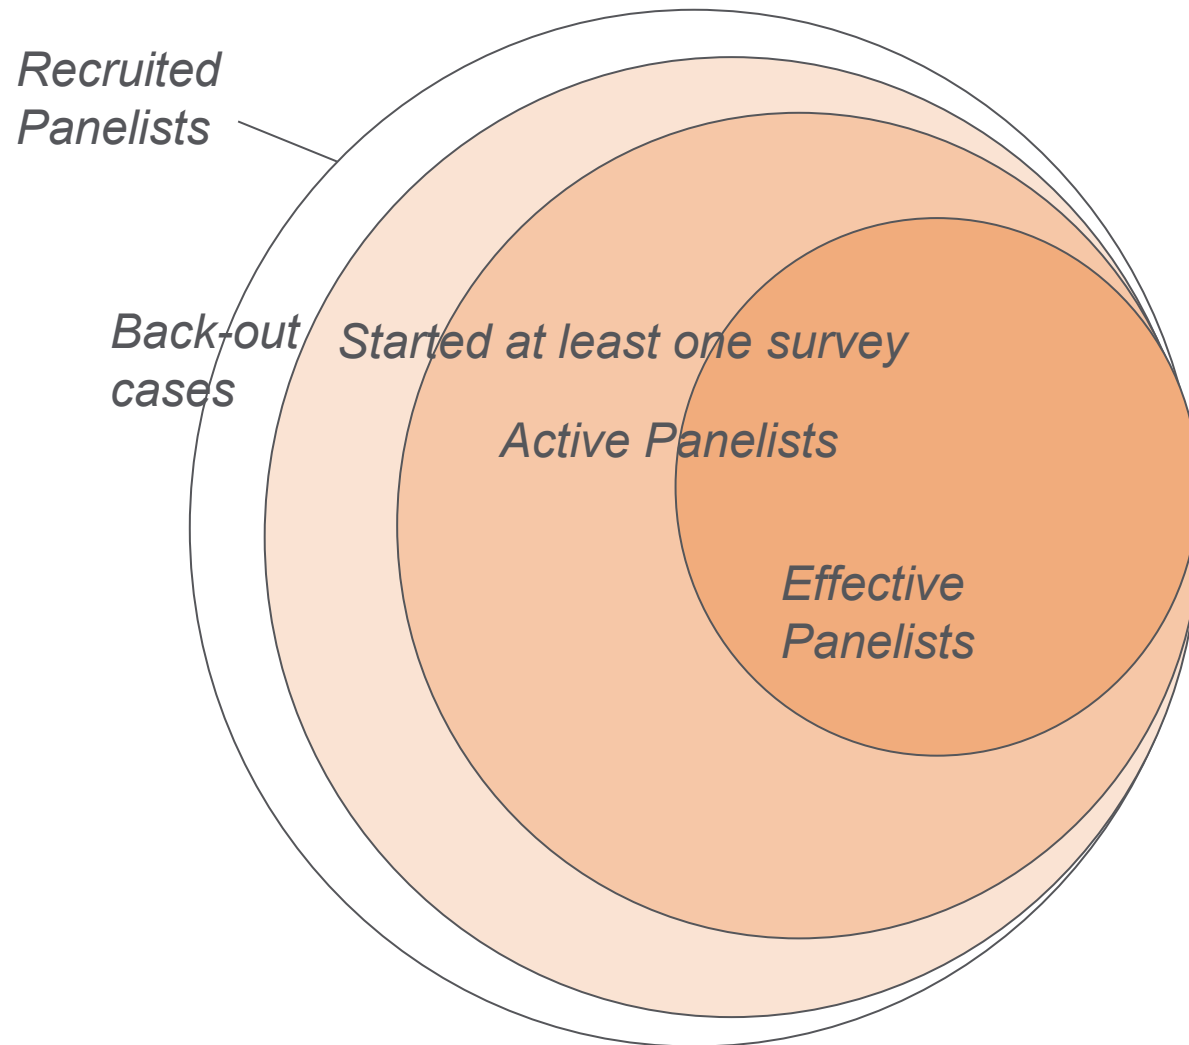 Recruited
Panelists
Back-out
cases
Started at least one survey
Active Panelists
Effective
Panelists